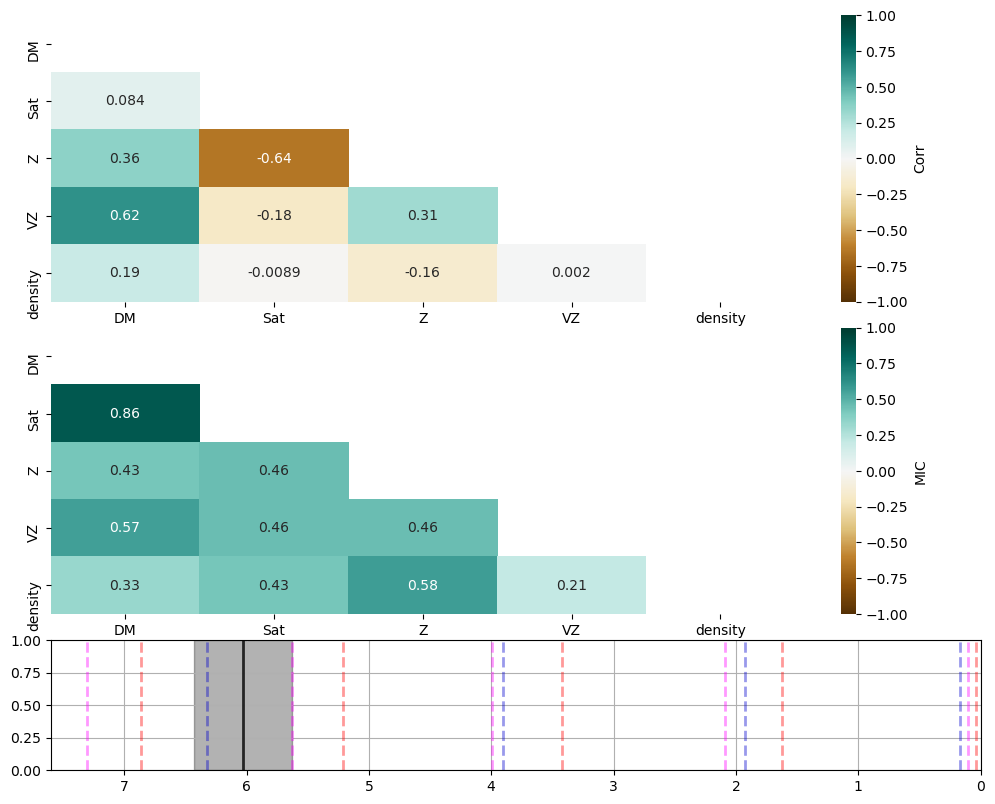 DM
Sat
Z
VZ
density
0.084
0.36 -0.64
0.62 -0.18 0.31
0.19 -0.0089 -0.16 0.002
DM Sat Z VZ density
1.00
0.75
0.50
0.25
0.00
−0.25
−0.50
−0.75
−1.00
Corr
DM
Sat
Z
VZ
density
0.86
0.43 0.46
0.57 0.46 0.46
0.33 0.43 0.58 0.21
DM Sat Z VZ density
1.00
0.75
0.50
0.25
0.00
−0.25
−0.50
−0.75
−1.00
MIC
1.00
0.75
0.50
0.25
0.00
7 6 5 4 3 2 1 0